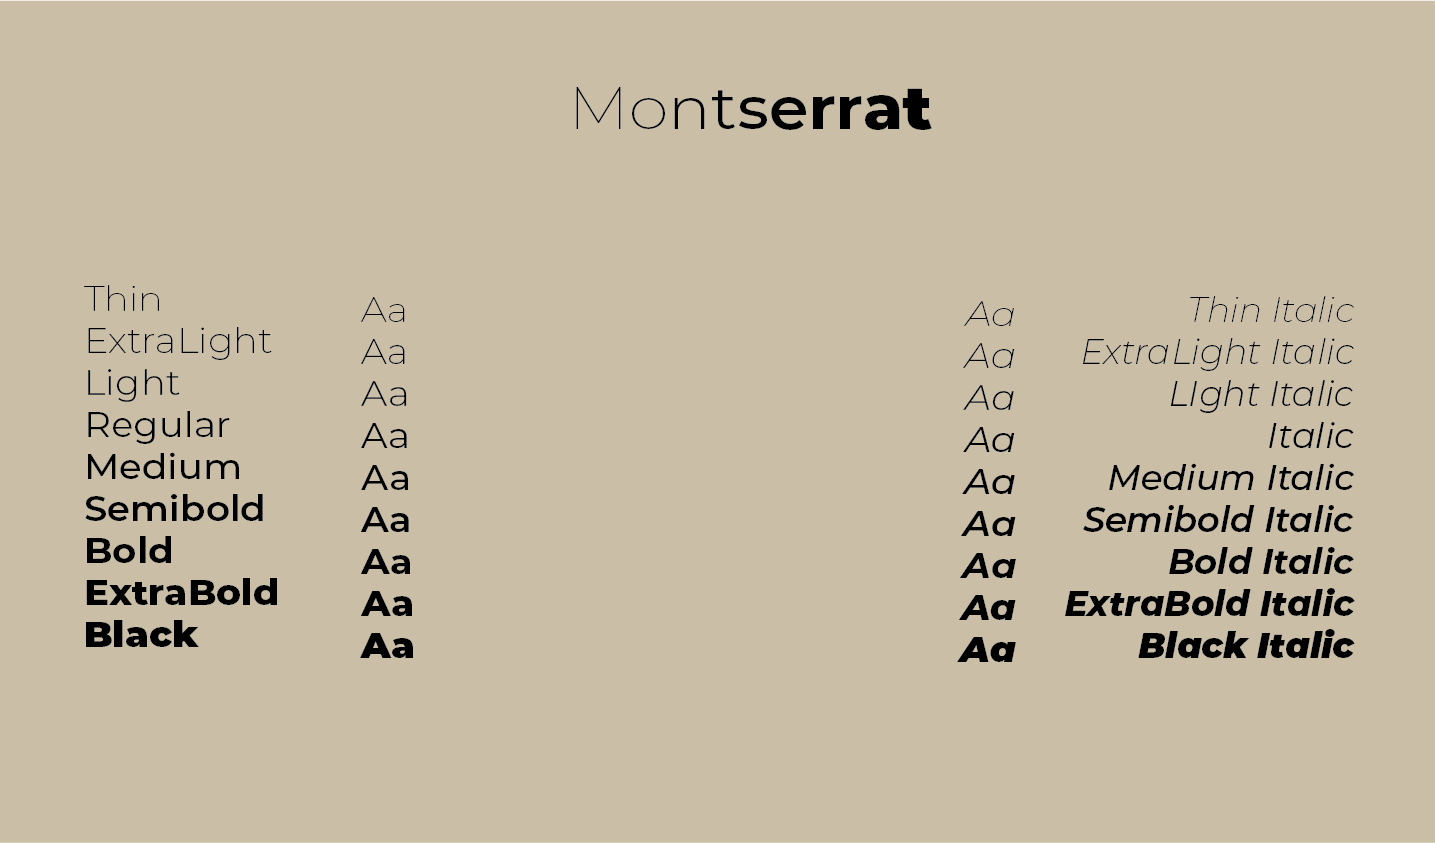 Montserrat
Thin Aa Aa Thin Italic
ExtraLight Aa Aa ExtraLight Italic
Light Aa Aa LIght Italic
Regular Aa Aa Italic
Medium Aa Aa Medium Italic
Semibold Aa Aa Semibold Italic
Bold Aa Aa Bold Italic
ExtraBold Aa Aa ExtraBold Italic
Black Aa Aa Black Italic